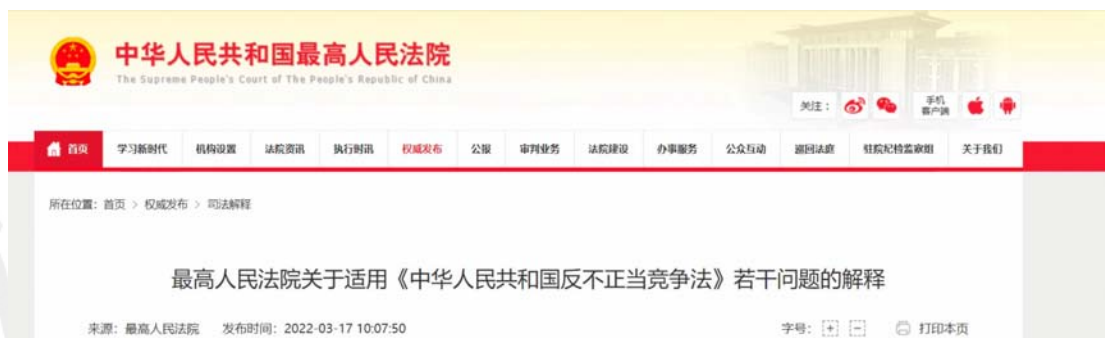 中华人民共和国最高人民法院
The Supreme People's Court of The People's Republic of China
关注： 手机客户端
首页 学习新时代 机构设置 法院资讯 执行时讯 权威发布 公报 审判业务 法院建设 办事服务 公众互动 巡回法庭 驻院纪检监察组 关于我们
所在位置：首页 > 权威发布 > 司法解释
最高人民法院关于适用《中华人民共和国反不正当竞争法》若干问题的解释
来源：最高人民法院 发布时间：2022-03-17 10:07:50 字号： + - 打印本页